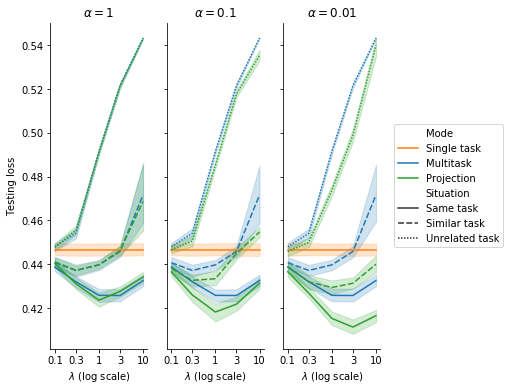 α = 1
α = 0.1
α = 0.01
Testing loss
0.54
0.52
0.50
0.48
0.46
0.44
0.42
0.1 0.3 1 3 10
0.1 0.3 1 3 10
0.1 0.3 1 3 10
λ (log scale)
λ (log scale)
λ (log scale)
Mode
Single task
Multitask
Projection
Situation
Same task
Similar task
Unrelated task